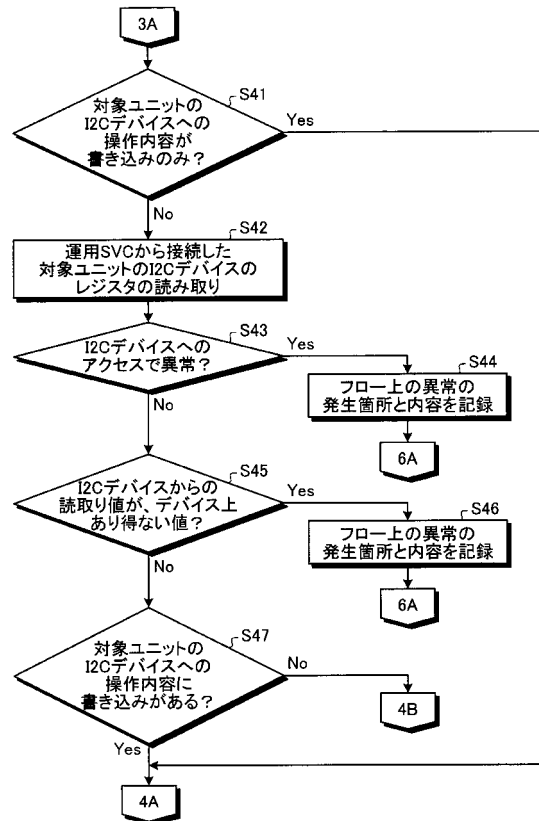 3A
S41
対象ユニットの
I2Cデバイスへの
操作内容が
書き込みのみ？
Yes
No
S42
運用SVCから接続した
対象ユニットのI2Cデバイスの
レジスタの読み取り
S43
I2Cデバイスへの
アクセスで異常？
Yes
S44
フロー上の異常の
発生箇所と内容を記録
6A
No
S45
I2Cデバイスからの
読取り値が、デバイス上
あり得ない値？
Yes
S46
フロー上の異常の
発生箇所と内容を記録
6A
No
S47
対象ユニットの
I2Cデバイスへの
操作内容に
書き込みがある？
No
4B
Yes
4A